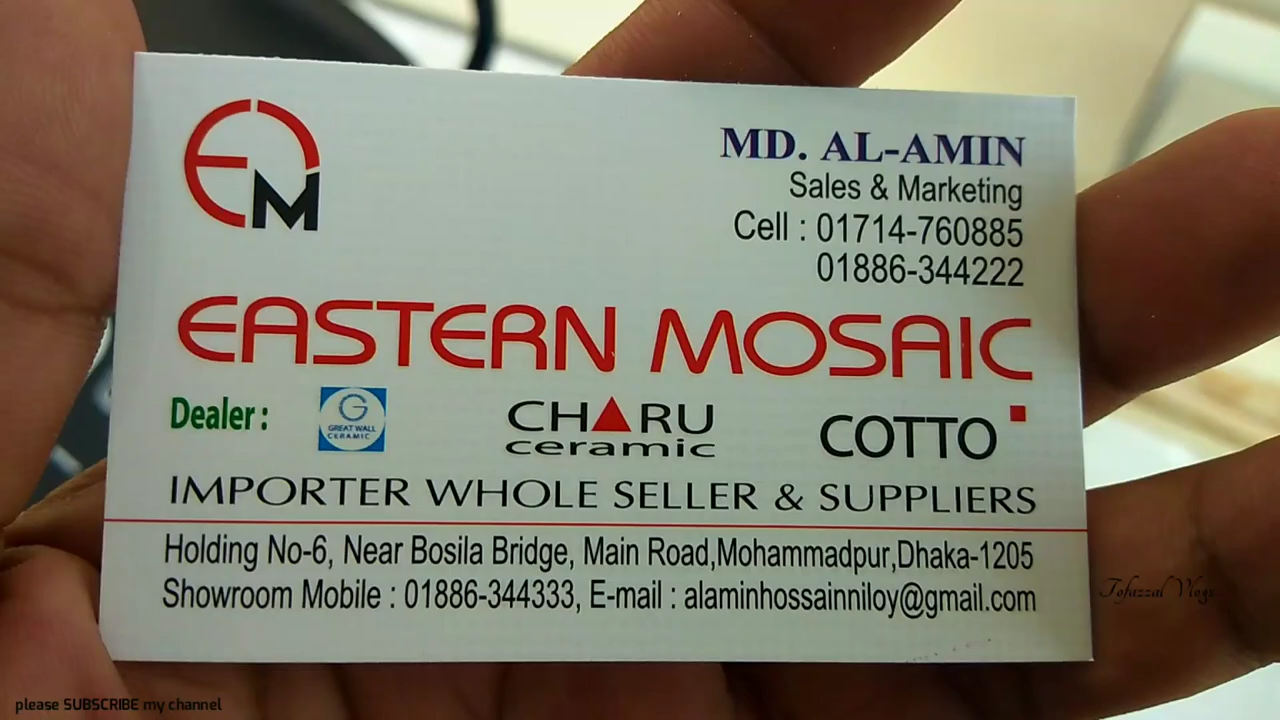 EM
MD. AL-AMIN
Sales & Marketing
Cell : 01714-760885
01886-344222
EASTERN MOSAIC
Dealer :
G
GREAT WALL
CERAMIC
CHARU
ceramic
COTTO
IMPORTER WHOLE SELLER & SUPPLIERS
Holding No-6, Near Bosila Bridge, Main Road,Mohammadpur,Dhaka-1205
Showroom Mobile : 01886-344333, E-mail : alaminhossainniloy@gmail.com
Tofazzal Vlogs
please SUBSCRIBE my channel